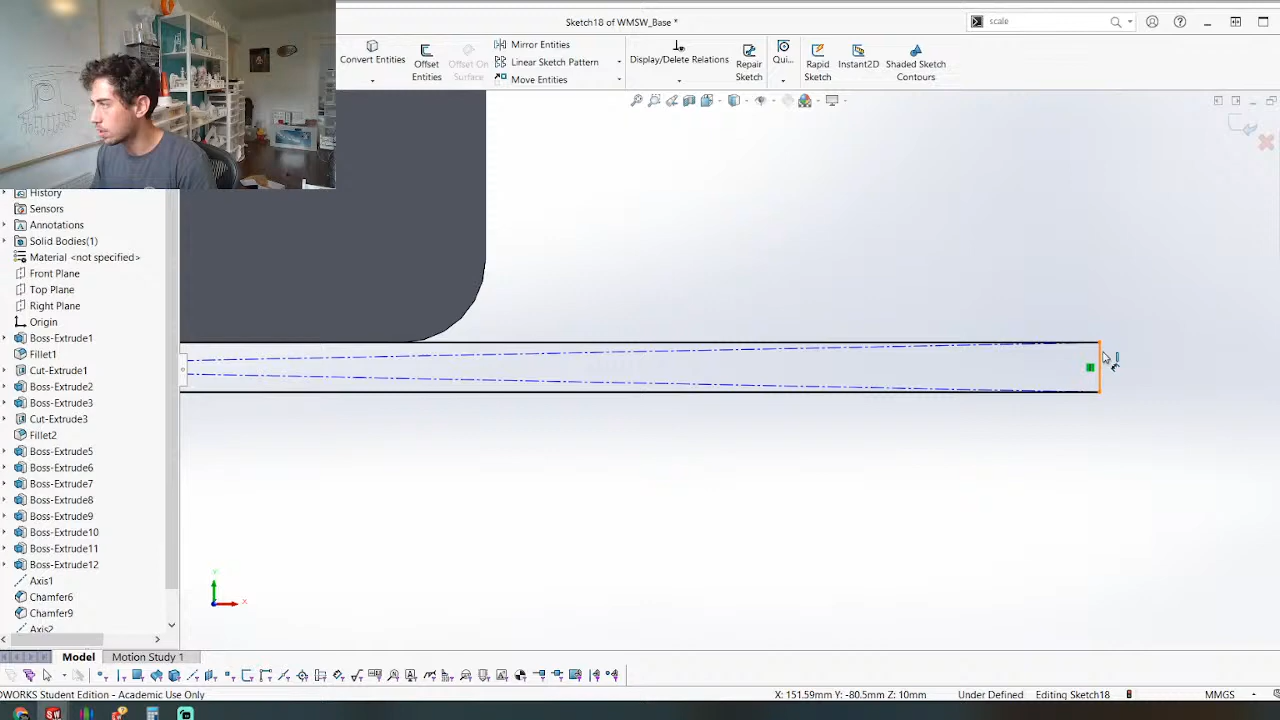 Sketch18 of WMSW_Base *
scale
Convert Entities
Offset Entities
Offset On Surface
Mirror Entities
Linear Sketch Pattern
Move Entities
Display/Delete Relations
Repair Sketch
Qui...
Rapid Sketch
Instant2D
Shaded Sketch Contours
History
Sensors
Annotations
Solid Bodies(1)
Material <not specified>
Front Plane
Top Plane
Right Plane
Origin
Boss-Extrude1
Fillet1
Cut-Extrude1
Boss-Extrude2
Boss-Extrude3
Cut-Extrude3
Fillet2
Boss-Extrude5
Boss-Extrude6
Boss-Extrude7
Boss-Extrude8
Boss-Extrude9
Boss-Extrude10
Boss-Extrude11
Boss-Extrude12
Axis1
Chamfer6
Chamfer9
Axis2
Y
X
Model
Motion Study 1
DWORKS Student Edition - Academic Use Only
X: 151.59mm Y: -80.5mm Z: 10mm
Under Defined
Editing Sketch18
MMGS